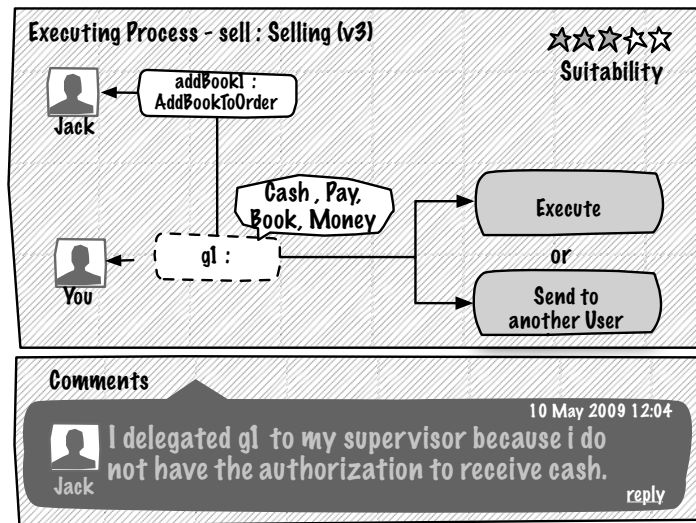 Executing Process - sell : Selling (v3)
Suitability
addBook1 :
AddBookToOrder
Jack
Cash , Pay,
Book, Money
Execute
g1 :
or
You
Send to
another User
Comments
10 May 2009 12:04
I delegated g1 to my supervisor because i do
not have the authorization to receive cash.
Jack
reply